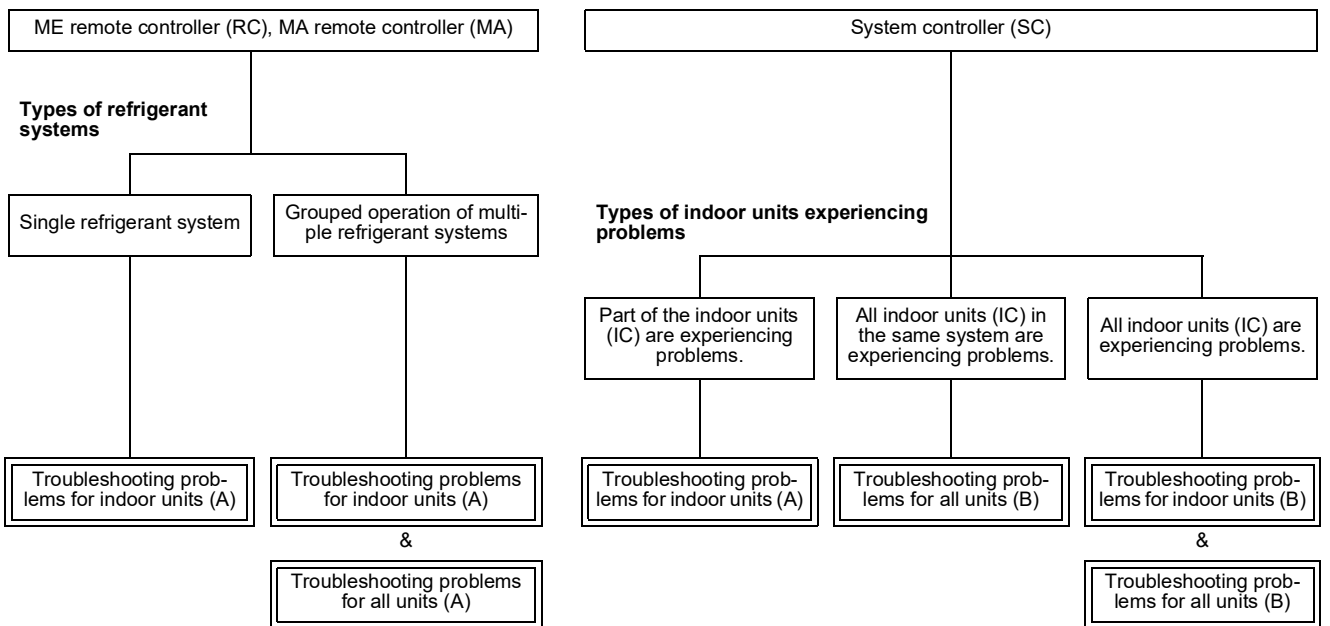 ME remote controller (RC), MA remote controller (MA)
System controller (SC)
Types of refrigerant
systems
Single refrigerant system
Grouped operation of multi-
ple refrigerant systems
Types of indoor units experiencing
problems
Part of the indoor units
(IC) are experiencing
problems.
All indoor units (IC) in
the same system are
experiencing problems.
All indoor units (IC) are
experiencing problems.
Troubleshooting prob-
lems for indoor units (A)
Troubleshooting problems
for indoor units (A)
&
Troubleshooting problems
for all units (A)
Troubleshooting prob-
lems for indoor units (A)
Troubleshooting prob-
lems for all units (B)
Troubleshooting prob-
lems for indoor units (B)
&
Troubleshooting prob-
lems for all units (B)